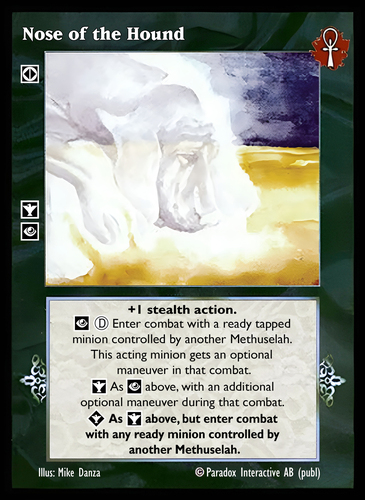 Nose of the Hound
+1 stealth action.
Ⓓ Enter combat with a ready tapped
minion controlled by another Methuselah.
This acting minion gets an optional
maneuver in that combat.
As above, with an additional
optional maneuver during that combat.
As above, but enter combat
with any ready minion controlled by
another Methuselah.
Illus: Mike Danza © Paradox Interactive AB (publ)